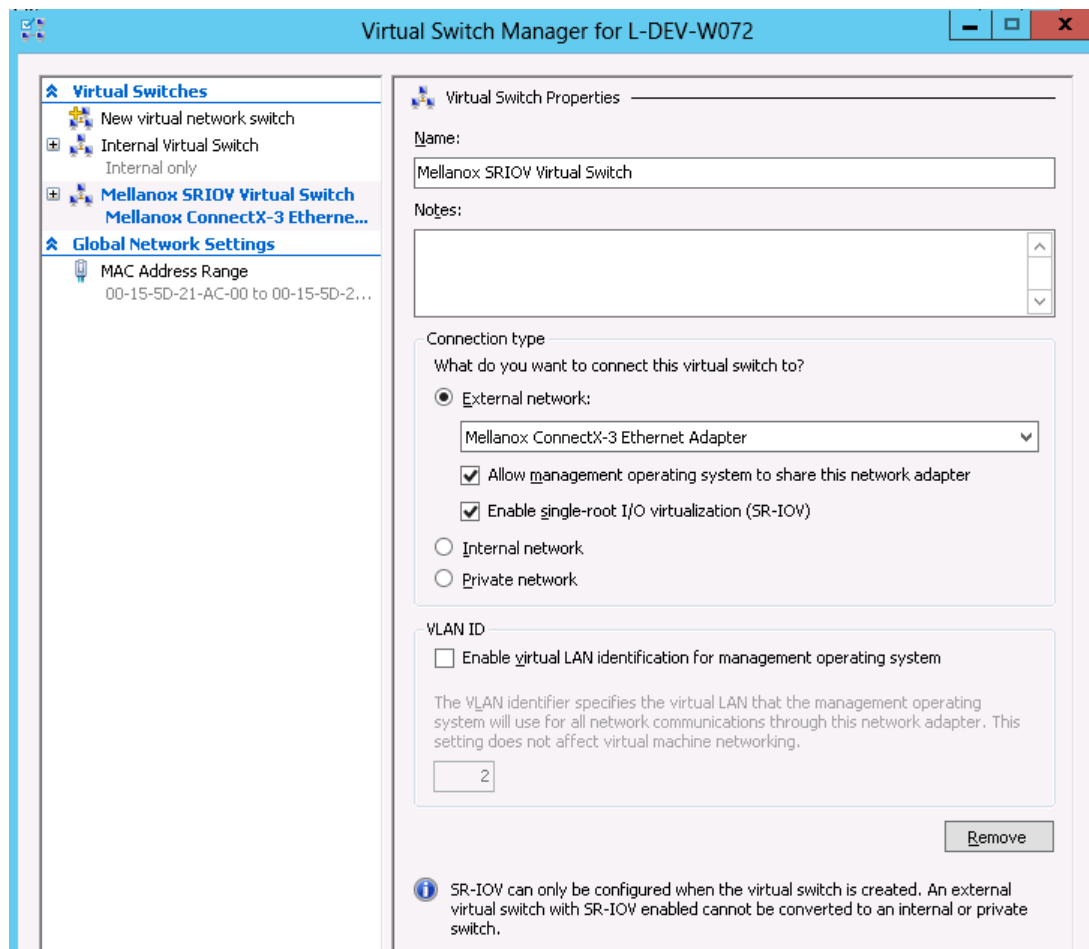 Virtual Switch Manager for L-DEV-W072
x
Virtual Switches
New virtual network switch
Internal Virtual Switch
Internal only
Mellanox SRIOV Virtual Switch
Mellanox ConnectX-3 Etherne...
Global Network Settings
MAC Address Range
00-15-5D-21-AC-00 to 00-15-5D-2...
Virtual Switch Properties
Name:
Mellanox SRIOV Virtual Switch
Notes:
Connection type
What do you want to connect this virtual switch to?
External network:
Mellanox ConnectX-3 Ethernet Adapter
Allow management operating system to share this network adapter
Enable single-root I/O virtualization (SR-IOV)
Internal network
Private network
VLAN ID
Enable virtual LAN identification for management operating system
The VLAN identifier specifies the virtual LAN that the management operating
system will use for all network communications through this network adapter. This
setting does not affect virtual machine networking.
2
Remove
SR-IOV can only be configured when the virtual switch is created. An external
virtual switch with SR-IOV enabled cannot be converted to an internal or private
switch.